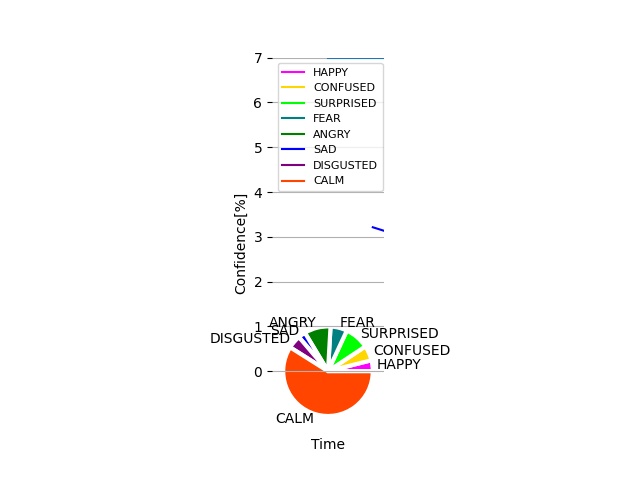 7
6
5
4
3
2
1
0
Confidence[%]
HAPPY
CONFUSED
SURPRISED
FEAR
ANGRY
SAD
DISGUSTED
CALM
ANGRY
FEAR
SAD
SURPRISED
DISGUSTED
CONFUSED
HAPPY
CALM
Time